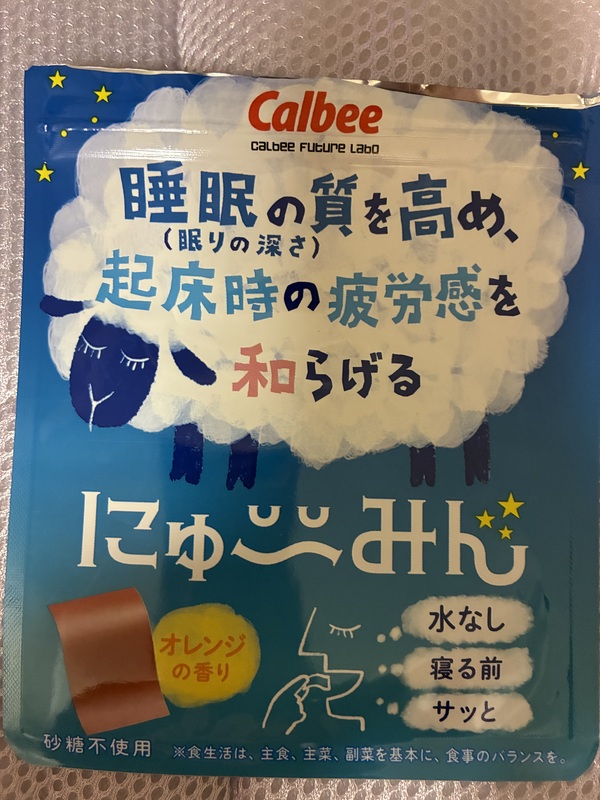 Calbee
Calbee Future Labo
睡眠の質を高め、
(眠りの深さ)
起床時の疲労感を
和らげる
にゅ〜みん
オレンジ
の香り
水なし
寝る前
サッと
砂糖不使用
※食生活は、主食、主菜、副菜を基本に、食事のバランスを。